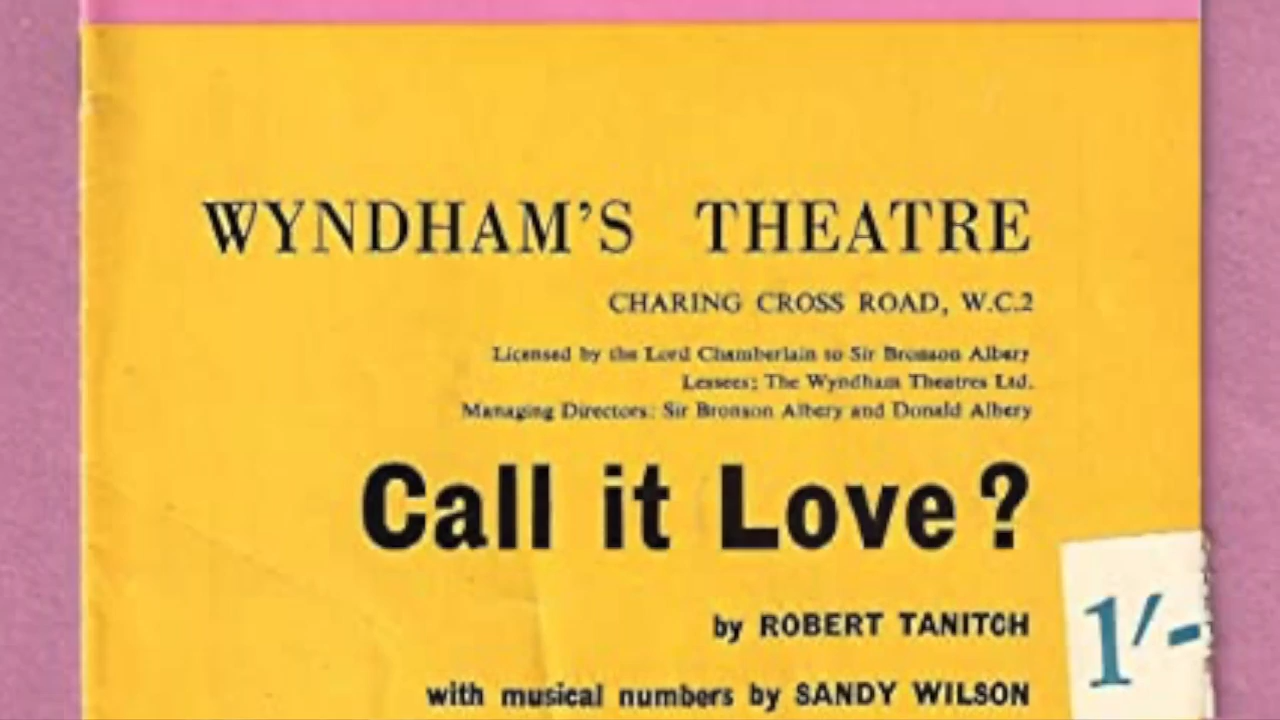 WYNDHAM'S THEATRE
CHARING CROSS ROAD, W.C.2
Licensed by the Lord Chamberlain to Sir Bronson Albery
Lessees: The Wyndham Theatres Ltd.
Managing Directors: Sir Bronson Albery and Donald Albery
Call it Love?
by ROBERT TANITCH
with musical numbers by SANDY WILSON
1/-